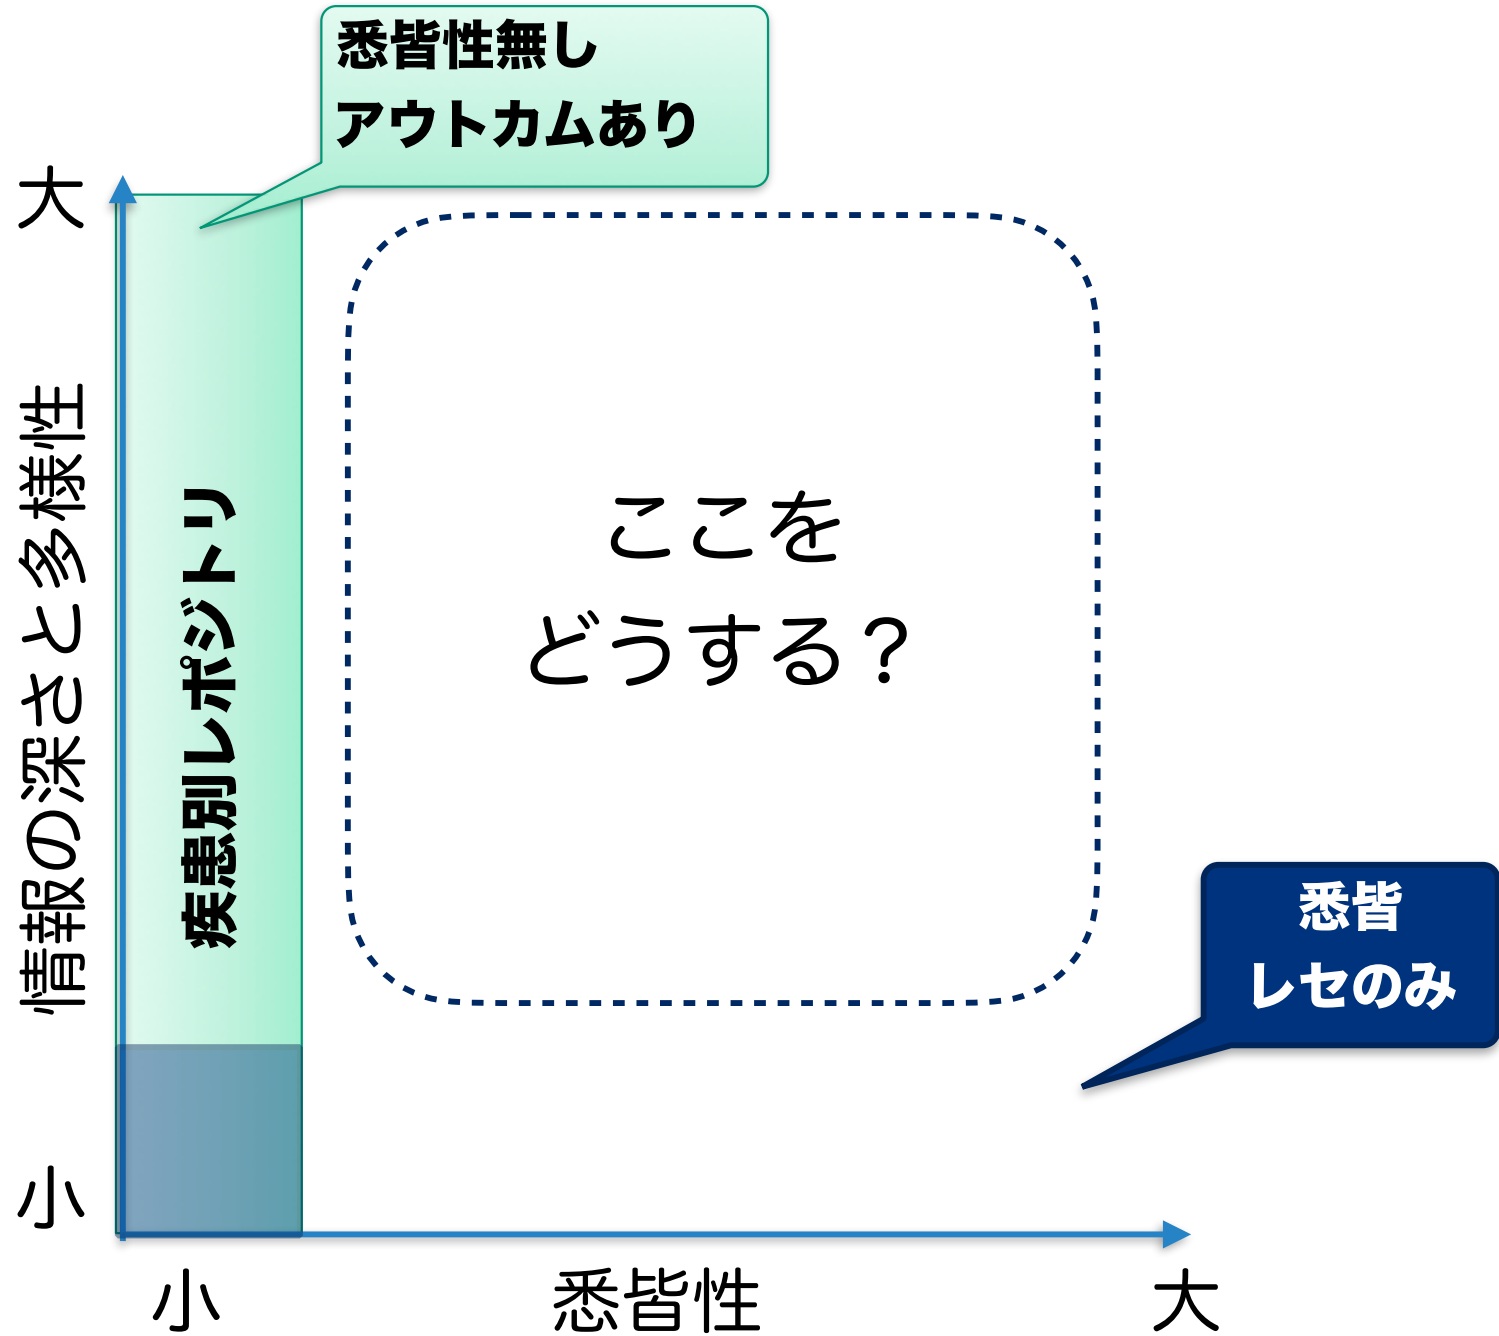 悉皆性無し
アウトカムあり
大
情報の深さと多様性
疾患別レポジトリ
ここを
どうする？
悉皆
レセのみ
小
小
悉皆性
大